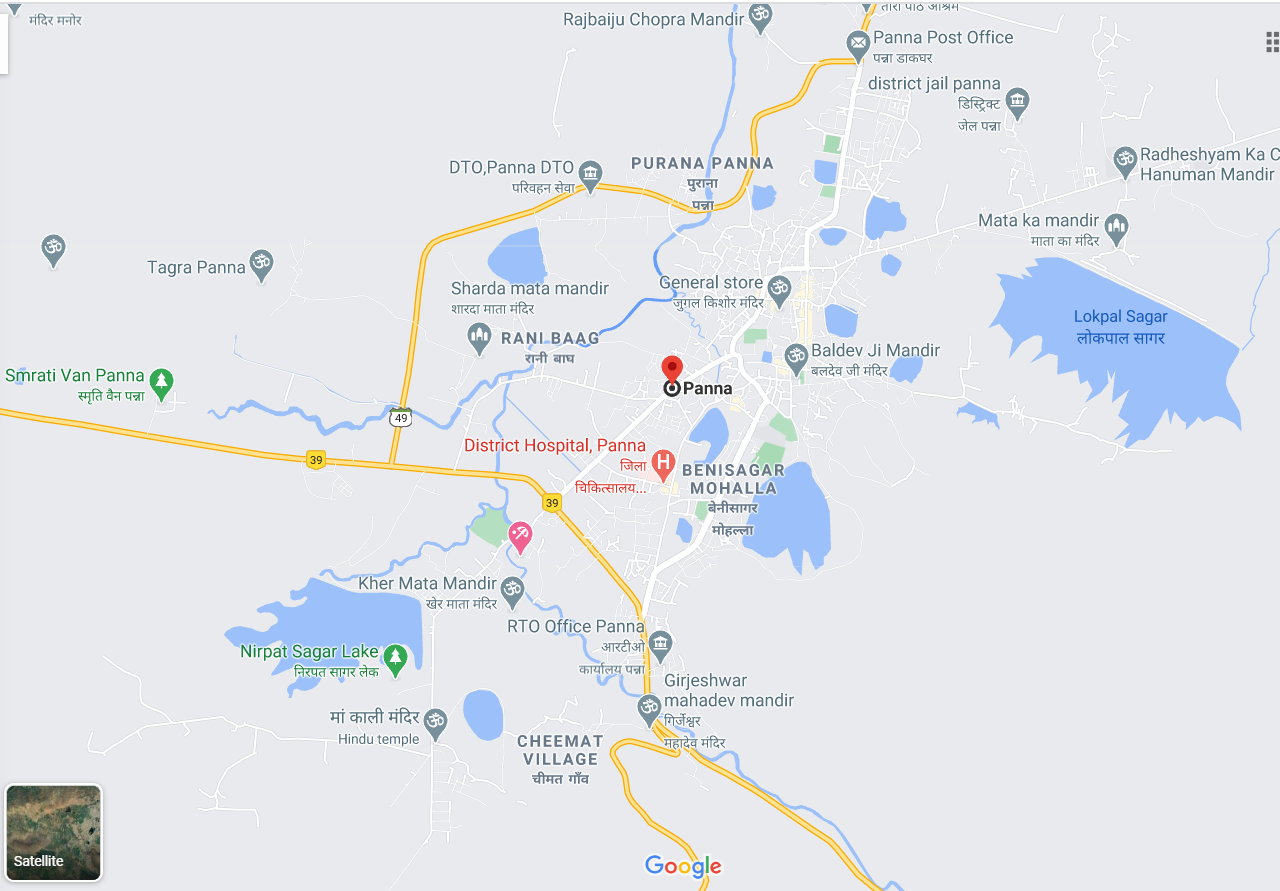 मंदिर मनोर
Rajbaiju Chopra Mandir
तारा पाठ आश्रम
Panna Post Office
पन्ना डाकघर
district jail panna
डिस्ट्रिक्ट
जेल पन्ना
DTO,Panna DTO
परिवहन सेवा
PURANA PANNA
पुराना
पन्ना
Radheshyam Ka C
Hanuman Mandir
Mata ka mandir
माता का मंदिर
Tagra Panna
Sharda mata mandir
शारदा माता मंदिर
General store
जुगल किशोर मंदिर
Lokpal Sagar
लोकपाल सागर
RANI BAAG
रानी बाघ
Baldev Ji Mandir
बलदेव जी मंदिर
Smrati Van Panna
स्मृति वैन पन्ना
Panna
49
39
District Hospital, Panna
जिला
चिकित्सालय...
BENISAGAR
MOHALLA
बेनीसागर
मोहल्ला
39
Kher Mata Mandir
खेर माता मंदिर
RTO Office Panna
आरटीओ
कार्यालय पन्ना
Nirpat Sagar Lake
निरपत सागर लेक
Girjeshwar
mahadev mandir
गिर्जेश्वर
महादेव मंदिर
मां काली मंदिर
Hindu temple
CHEEMAT
VILLAGE
चीमत गाँव
Satellite
Google